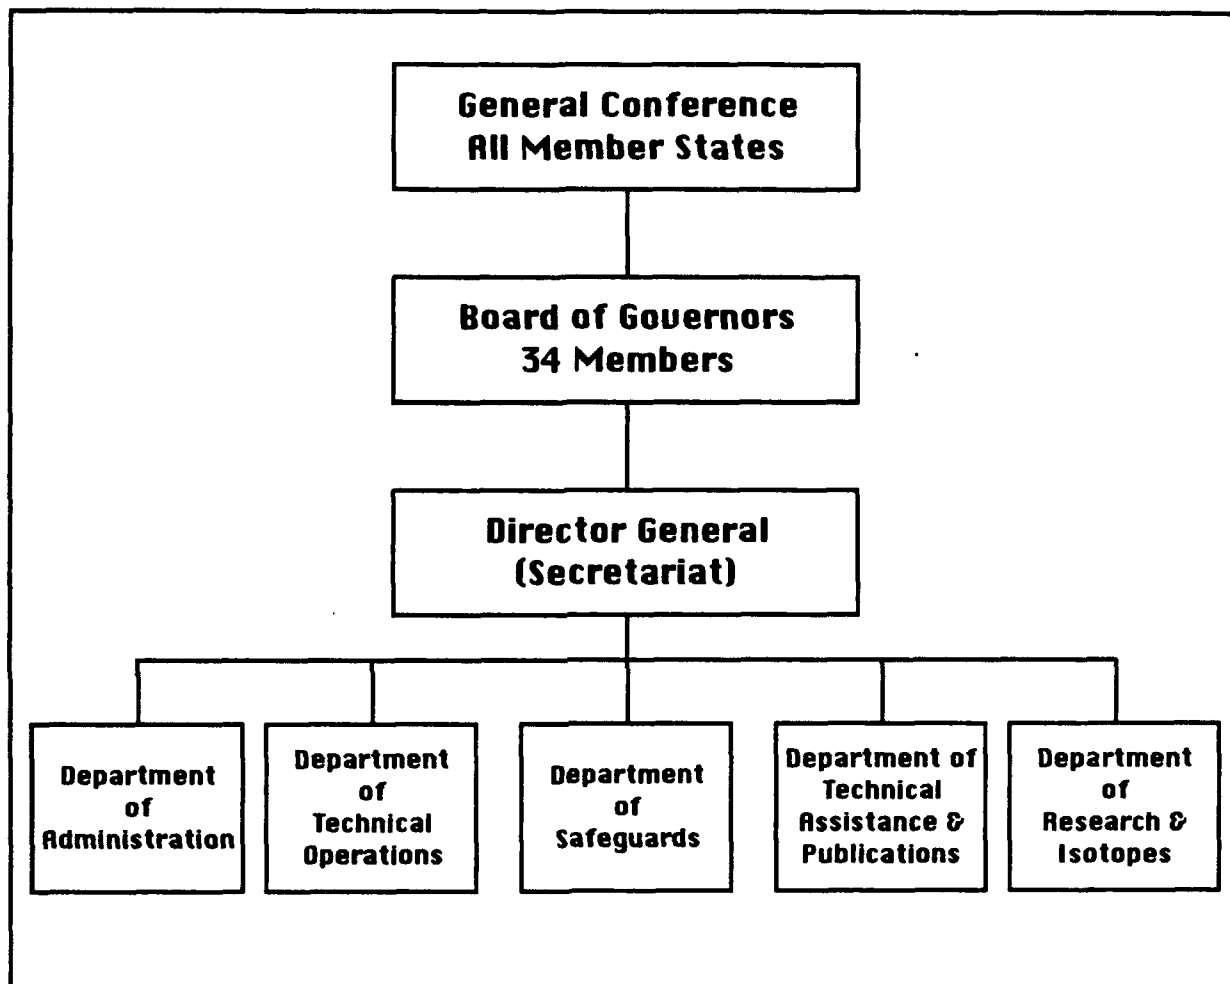 General Conference
All Member States
Board of Governors
34 Members
Director General
(Secretariat)
Department
of
Administration
Department
of
Technical
Operations
Department
of
Safeguards
Department of
Technical
Assistance &
Publications
Department
of
Research &
Isotopes